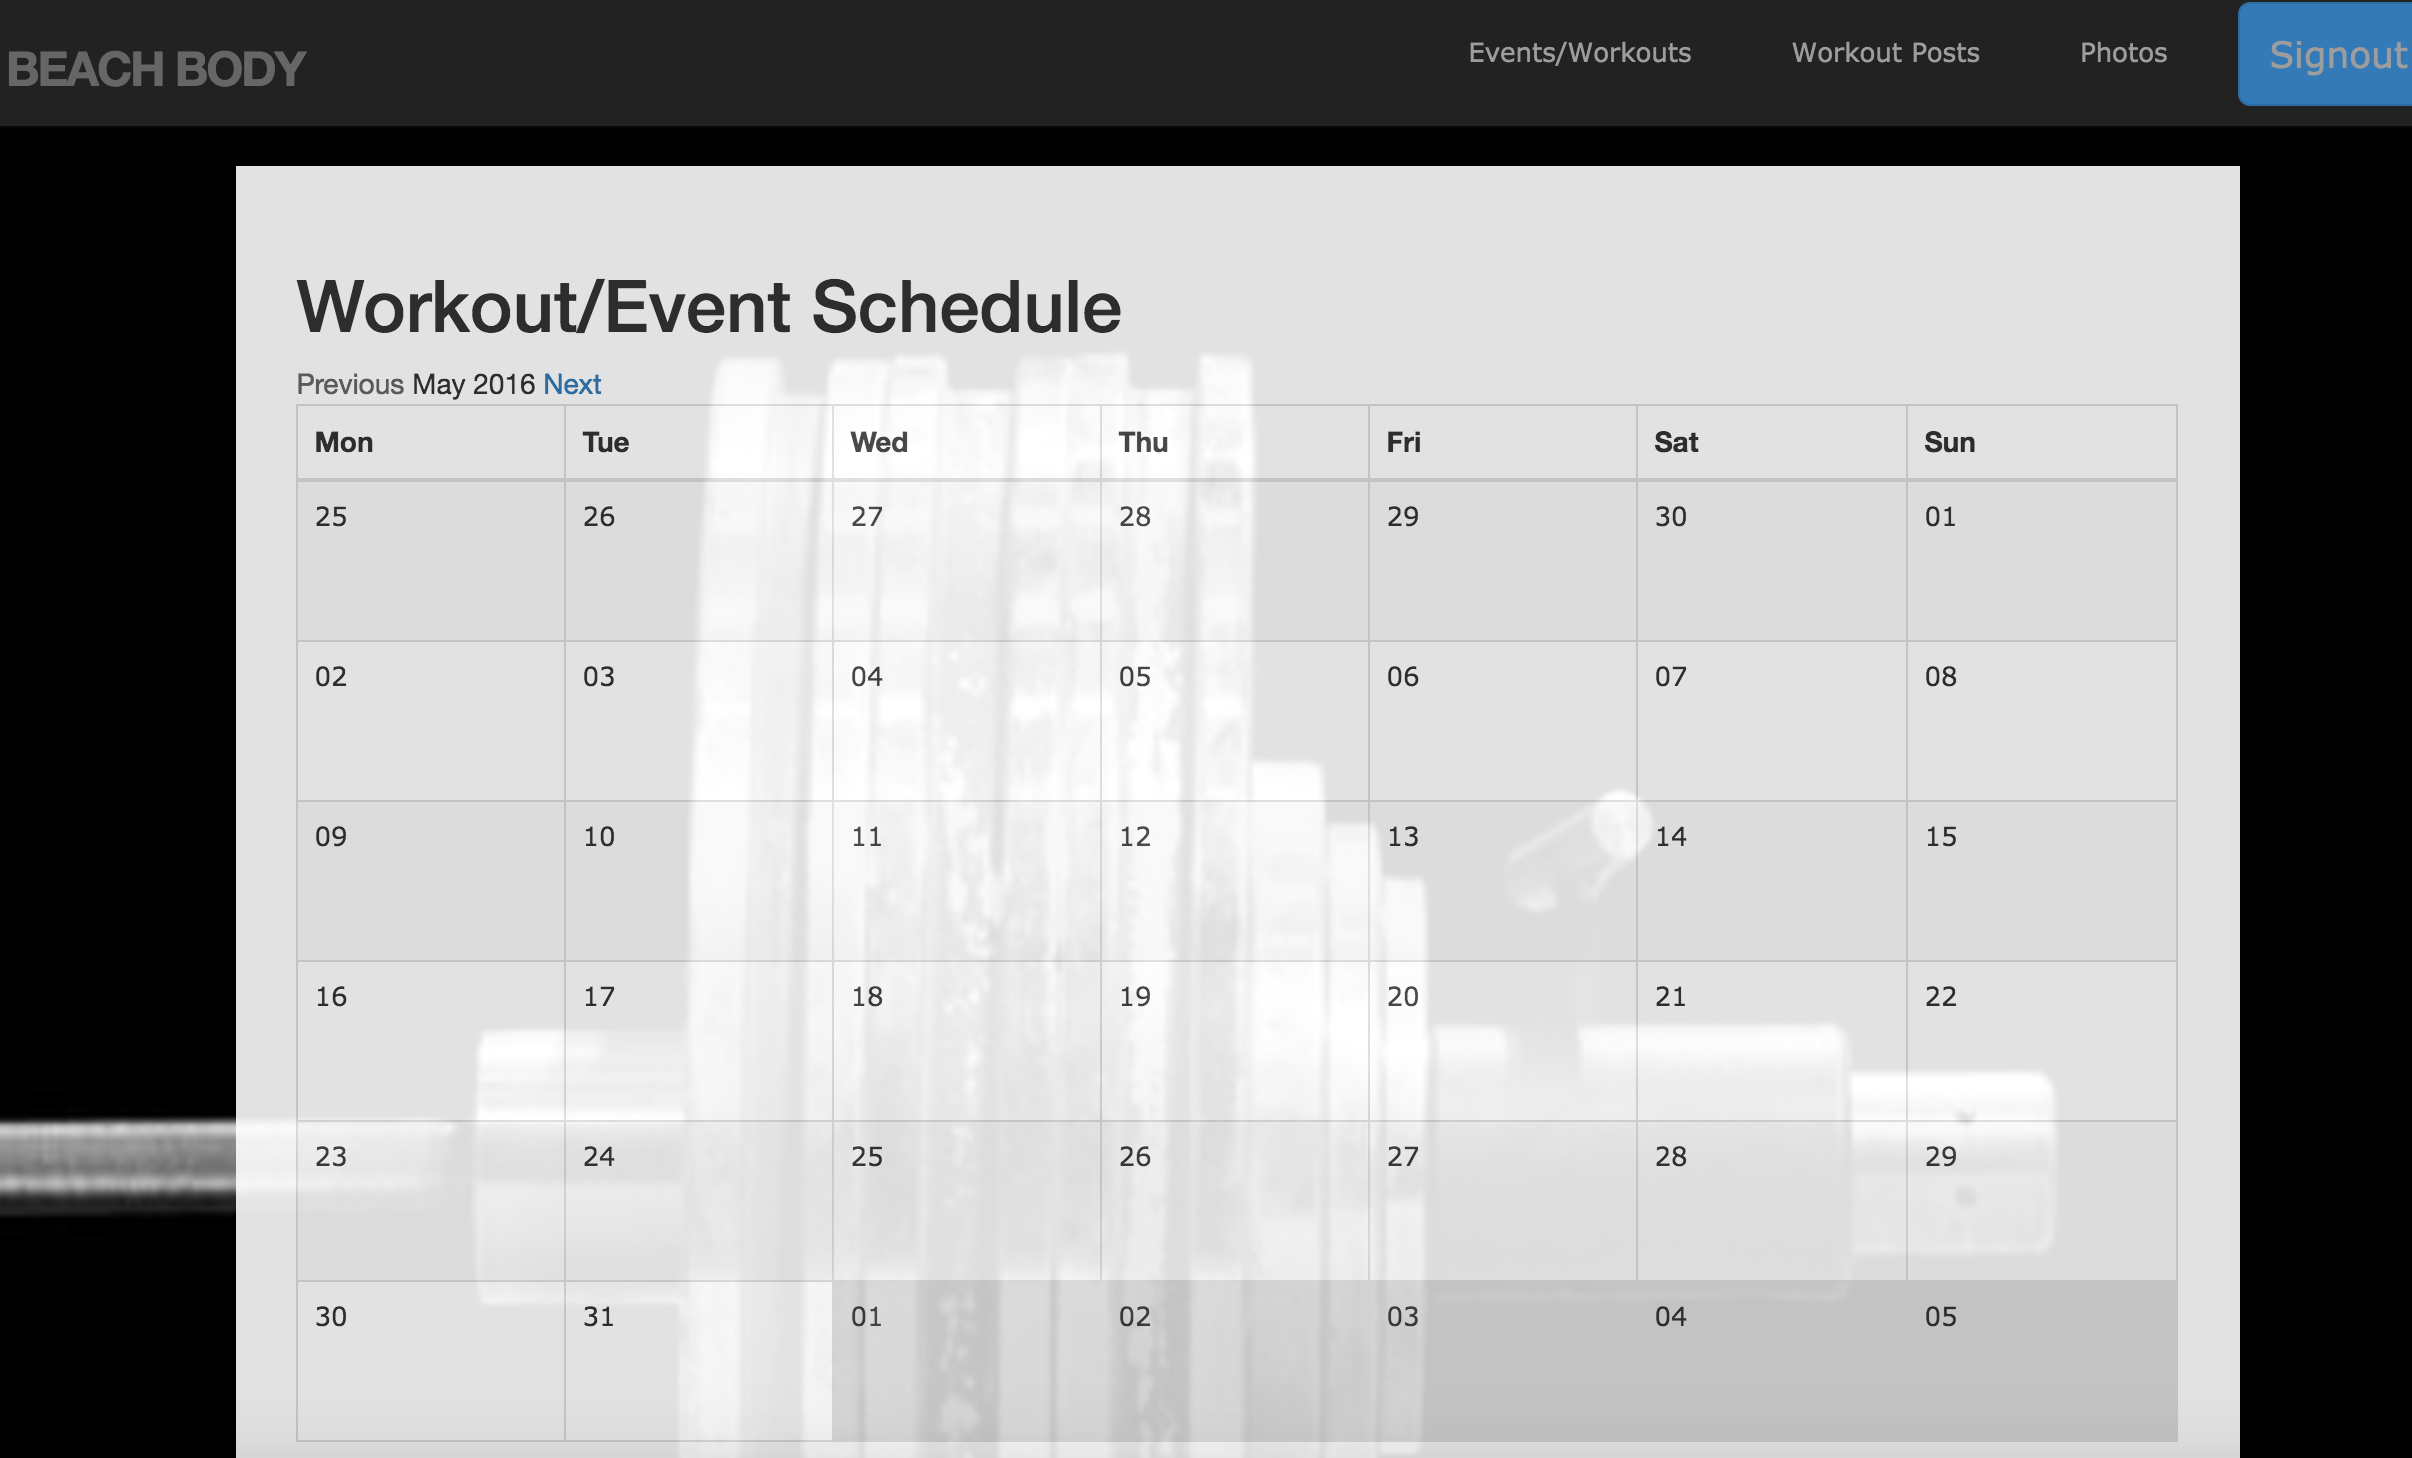 BEACH BODY Events/Workouts Workout Posts Photos Signout
Workout/Event Schedule
Previous May 2016 Next
Mon Tue Wed Thu Fri Sat Sun
25 26 27 28 29 30 01
02 03 04 05 06 07 08
09 10 11 12 13 14 15
16 17 18 19 20 21 22
23 24 25 26 27 28 29
30 31 01 02 03 04 05